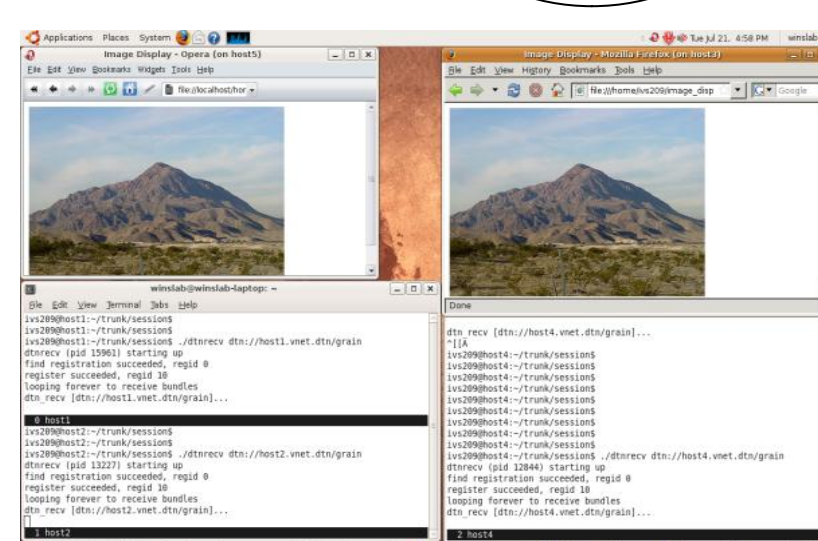 Applications Places System
Tue Jul 21, 4:58 PM winslab
Image Display - Opera (on host5)
File Edit View Bookmarks Widgets Tools Help
file://localhost/hor
Image Display - Mozilla Firefox (on host3)
File Edit View History Bookmarks Tools Help
file:///home/ivs209/image_disp
Google
Done
winslab@winslab-laptop: ~
File Edit View Terminal Tabs Help
ivs209@host1:~/trunk/session$
ivs209@host1:~/trunk/session$
ivs209@host1:~/trunk/session$ ./dtnrecv dtn://host1.vnet.dtn/grain
dtnrecv (pid 15961) starting up
find registration succeeded, regid 0
register succeeded, regid 10
looping forever to receive bundles
dtn_recv [dtn://host1.vnet.dtn/grain]...
0 host1
ivs209@host2:~/trunk/session$
ivs209@host2:~/trunk/session$
ivs209@host2:~/trunk/session$ ./dtnrecv dtn://host2.vnet.dtn/grain
dtnrecv (pid 13227) starting up
find registration succeeded, regid 0
register succeeded, regid 10
looping forever to receive bundles
dtn_recv [dtn://host2.vnet.dtn/grain]...
1 host2
dtn_recv [dtn://host4.vnet.dtn/grain]...
^[[A
ivs209@host4:~/trunk/session$
ivs209@host4:~/trunk/session$
ivs209@host4:~/trunk/session$
ivs209@host4:~/trunk/session$
ivs209@host4:~/trunk/session$
ivs209@host4:~/trunk/session$
ivs209@host4:~/trunk/session$
ivs209@host4:~/trunk/session$
ivs209@host4:~/trunk/session$ ./dtnrecv dtn://host4.vnet.dtn/grain
dtnrecv (pid 12844) starting up
find registration succeeded, regid 0
register succeeded, regid 10
looping forever to receive bundles
dtn_recv [dtn://host4.vnet.dtn/grain]...
2 host4